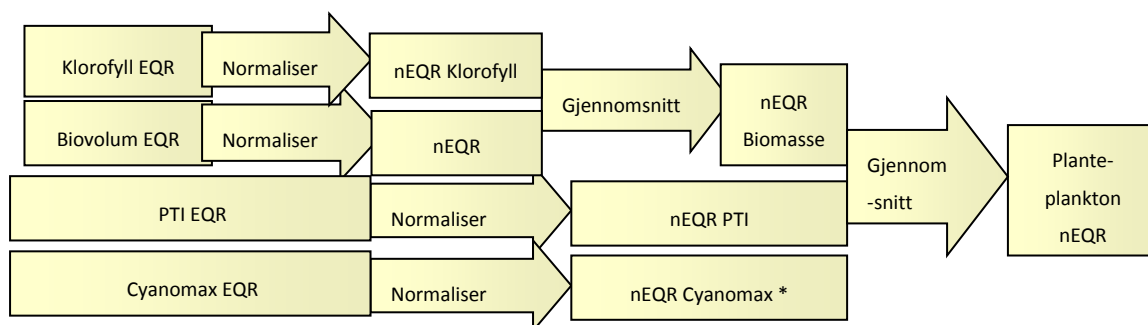 Klorofyll EQR
Normaliser
nEQR Klorofyll
Gjennomsnitt
nEQR
Biomasse
Biovolum EQR
Normaliser
nEQR
Gjennom
-snitt
Plante-
plankton
nEQR
PTI EQR
Normaliser
nEQR PTI
Cyanomax EQR
Normaliser
nEQR Cyanomax *